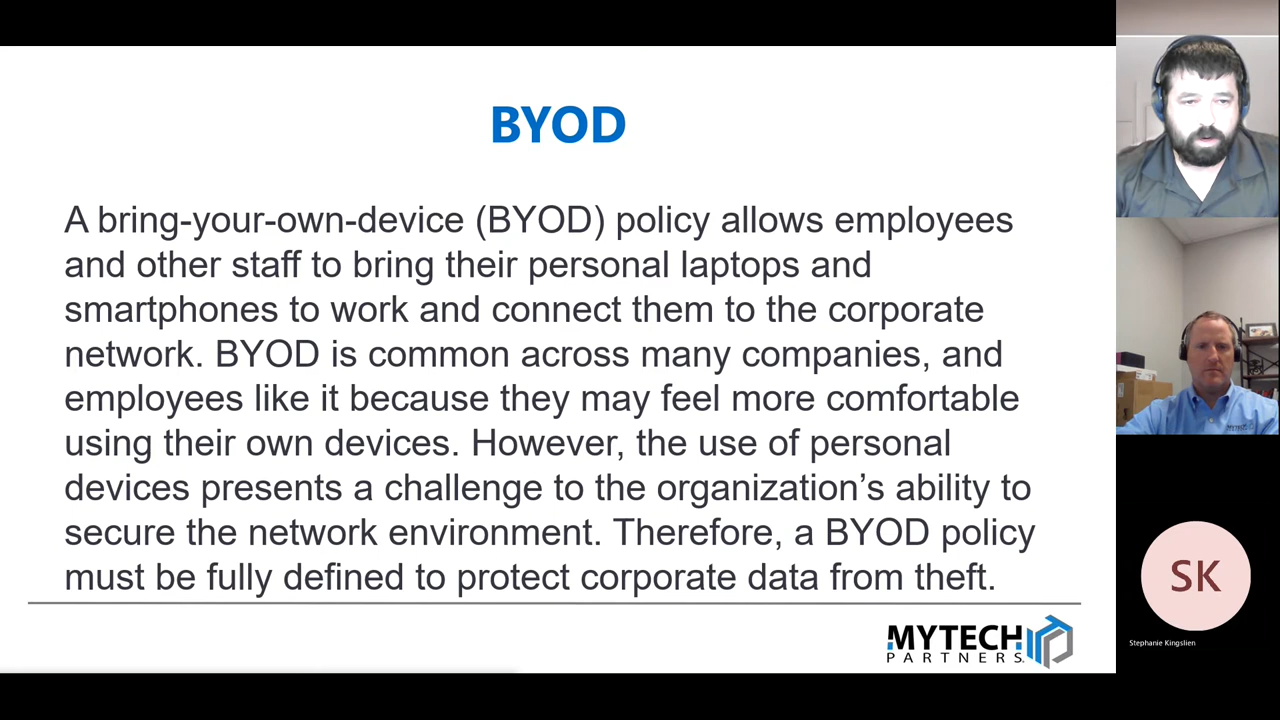 BYOD
A bring-your-own-device (BYOD) policy allows employees
and other staff to bring their personal laptops and
smartphones to work and connect them to the corporate
network. BYOD is common across many companies, and
employees like it because they may feel more comfortable
using their own devices. However, the use of personal
devices presents a challenge to the organization’s ability to
secure the network environment. Therefore, a BYOD policy
must be fully defined to protect corporate data from theft.
MYTECH
PARTNERS
SK
Stephanie Kingslien